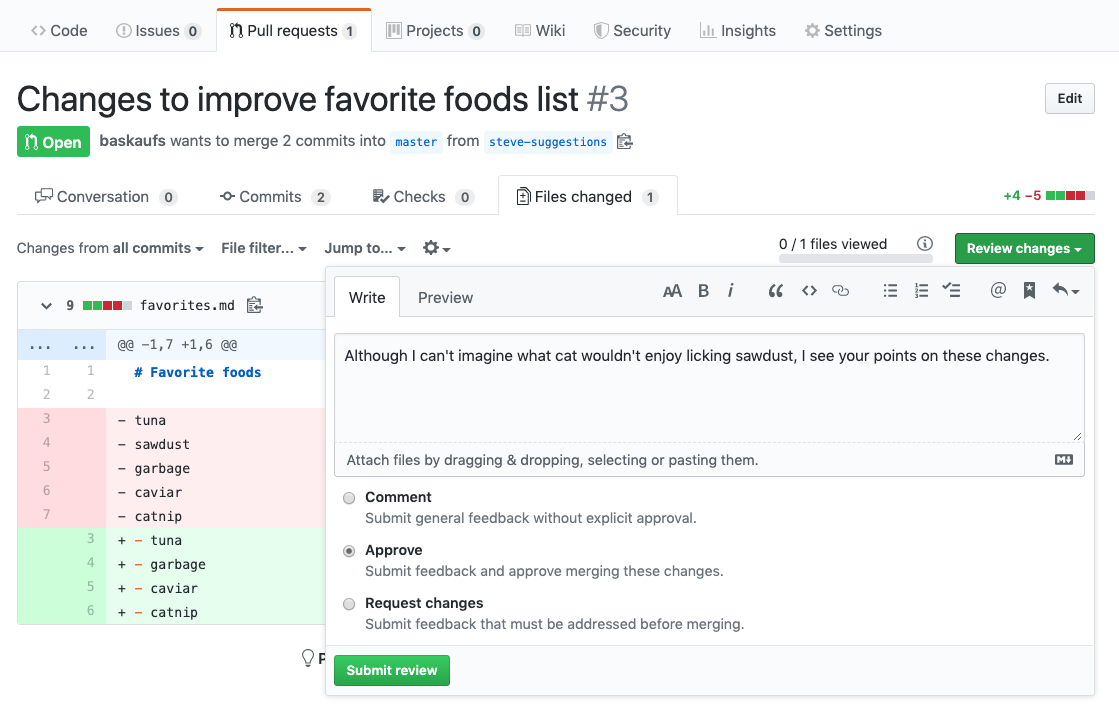 Code Issues 0 Pull requests 1 Projects 0 Wiki Security Insights Settings
Changes to improve favorite foods list #3 Edit
Open baskaufs wants to merge 2 commits into master from steve-suggestions
Conversation 0 Commits 2 Checks 0 Files changed 1 +4 −5
Changes from all commits File filter... Jump to... 0 / 1 files viewed Review changes
9 favorites.md
... ... @@ -1,7 +1,6 @@
1 1 # Favorite foods
2 2
3 - tuna
4 - sawdust
5 - garbage
6 - caviar
7 - catnip
3 + - tuna
4 + - garbage
5 + - caviar
6 + - catnip
Write Preview AA B i
Although I can't imagine what cat wouldn't enjoy licking sawdust, I see your points on these changes.
Attach files by dragging & dropping, selecting or pasting them.
Comment
Submit general feedback without explicit approval.
Approve
Submit feedback and approve merging these changes.
Request changes
Submit feedback that must be addressed before merging.
Submit review